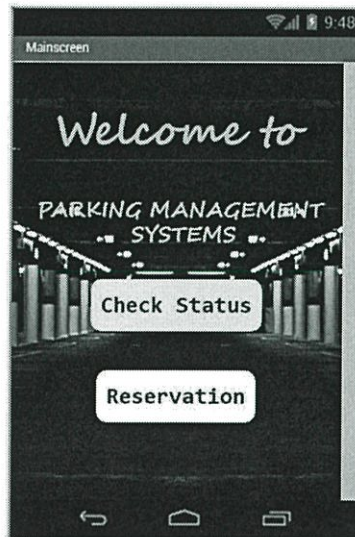 9:48
Mainscreen
Welcome to
PARKING MANAGEMENT
SYSTEMS
Check Status
Reservation